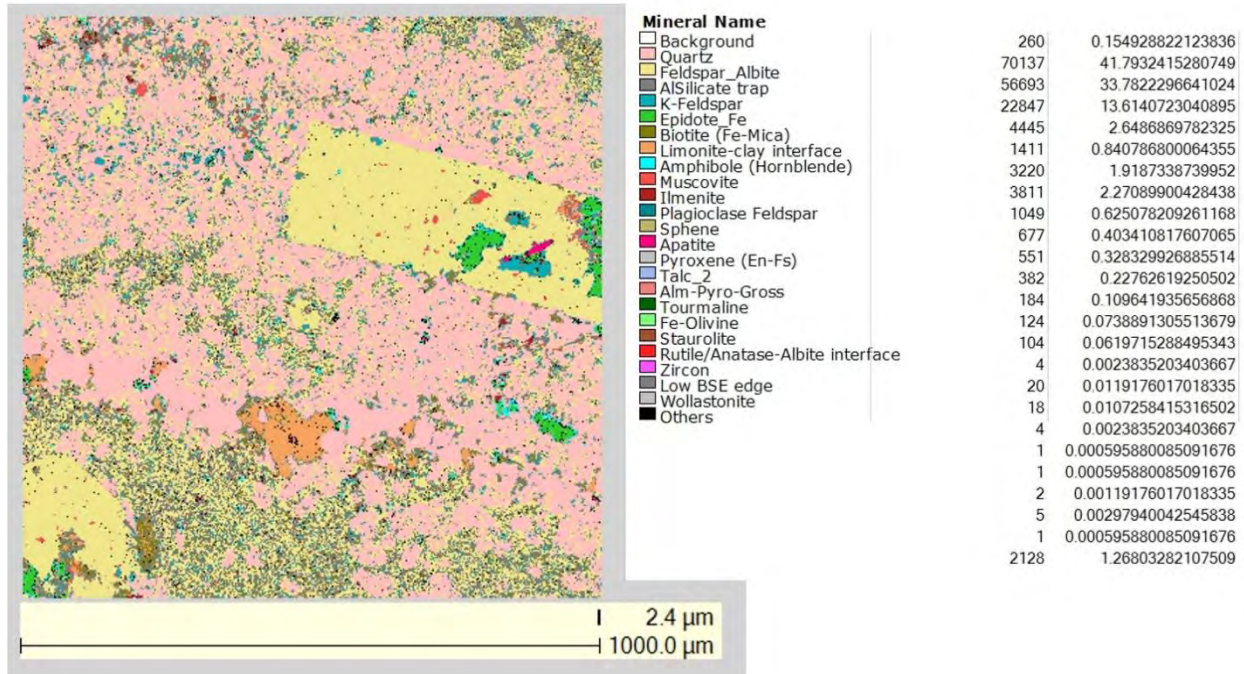 Mineral Name
Background 260 0.154928822123836
Quartz 70137 41.7932415280749
Feldspar_Albite 56693 33.7822296641024
AlSilicate trap 22847 13.6140723040895
K-Feldspar 4445 2.6486869782325
Epidote_Fe 1411 0.840786800064355
Biotite (Fe-Mica) 3220 1.9187338739952
Limonite-clay interface 3811 2.27089900428438
Amphibole (Hornblende) 1049 0.625078209261168
Muscovite 677 0.403410817607065
Ilmenite 551 0.328329926885514
Plagioclase Feldspar 382 0.22762619250502
Sphene 184 0.109641935656868
Apatite 124 0.0738891305513679
Pyroxene (En-Fs) 104 0.0619715288495343
Talc_2 4 0.0023835203403667
Alm-Pyro-Gross 20 0.0119176017018335
Tourmaline 18 0.0107258415316502
Fe-Olivine 4 0.0023835203403667
Staurolite 1 0.000595880085091676
Rutile/Anatase-Albite interface 1 0.000595880085091676
Zircon 2 0.00119176017018335
Low BSE edge 5 0.00297940042545838
Wollastonite 1 0.000595880085091676
Others 2128 1.26803282107509
2.4 µm
1000.0 µm